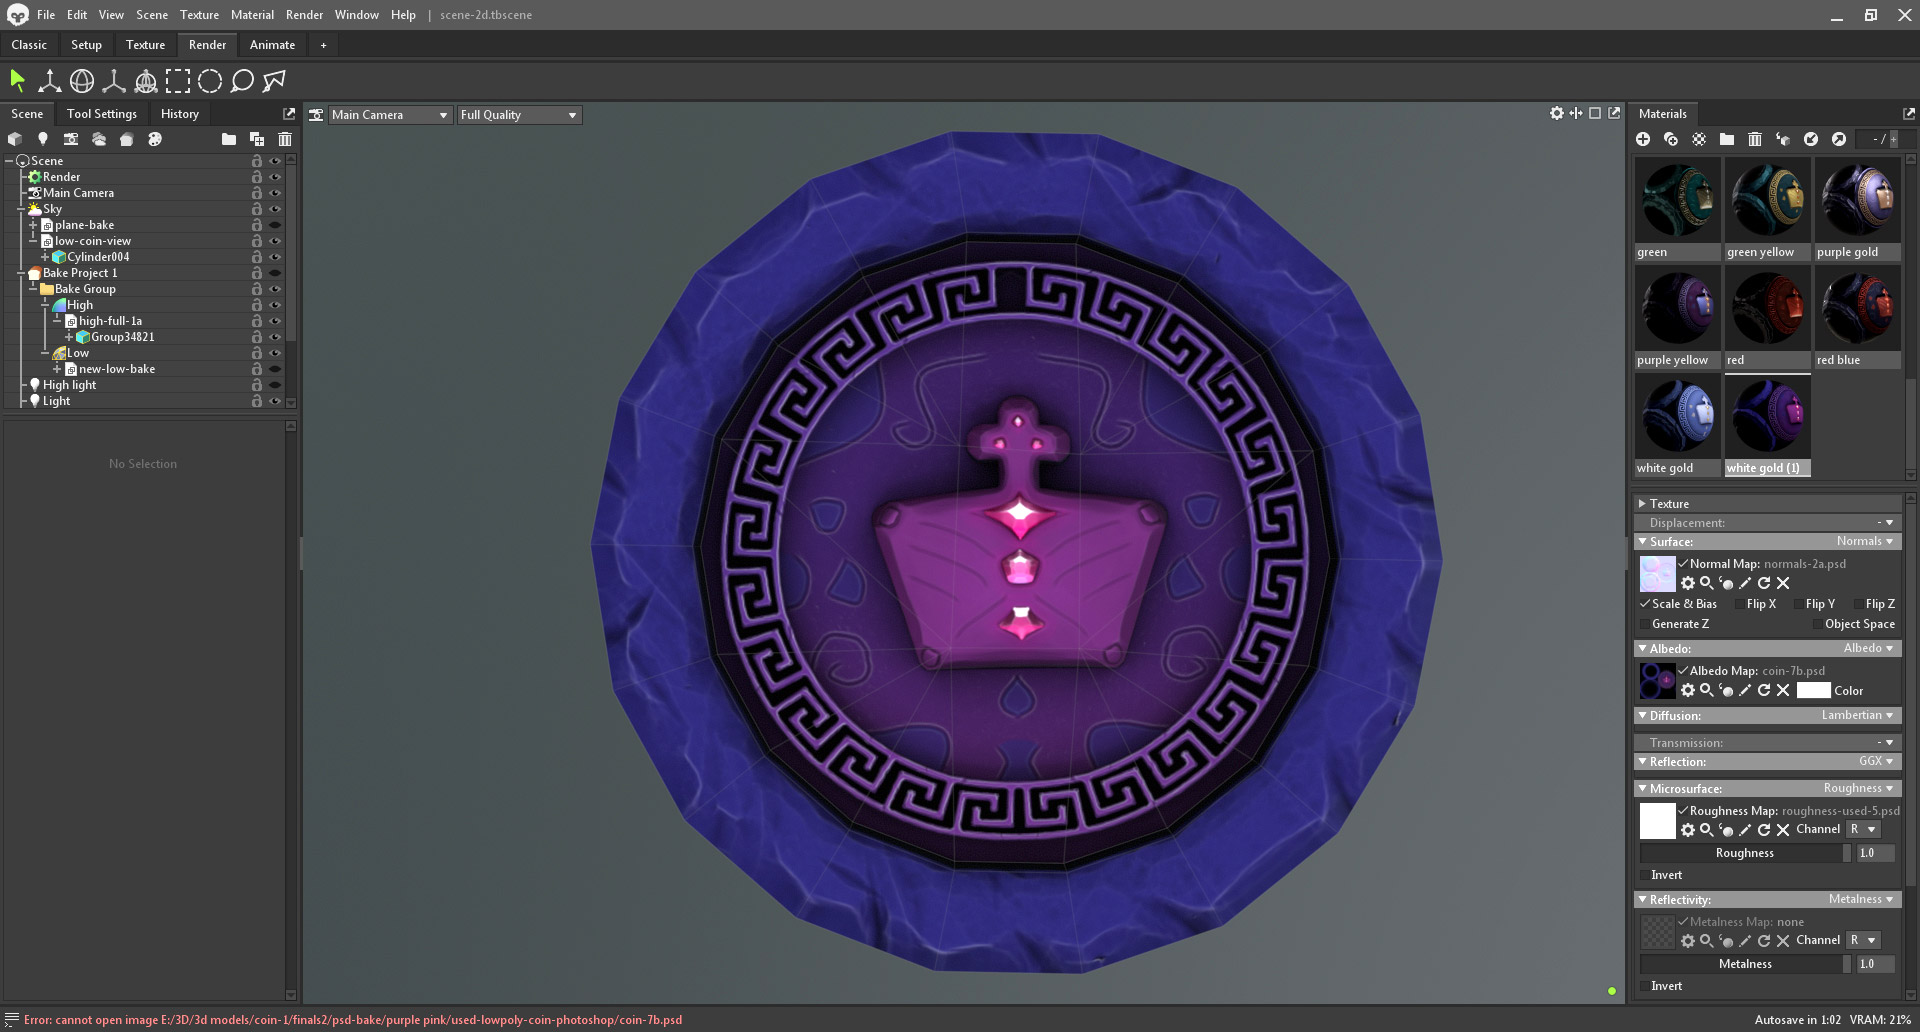 File Edit View Scene Texture Material Render Window Help | scene-2d.tbscene
Classic Setup Texture Render Animate +
Scene Tool Settings History
Main Camera Full Quality
Materials
- / +
Scene
Render
Main Camera
Sky
plane-bake
low-coin-view
Cylinder004
Bake Project 1
Bake Group
High
high-full-1a
Group34821
Low
new-low-bake
High light
Light
No Selection
green green yellow purple gold
purple yellow red red blue
white gold white gold (1)
Texture
Displacement: -
Surface: Normals
Normal Map: normals-2a.psd
Scale & Bias Flip X Flip Y Flip Z
Generate Z Object Space
Albedo: Albedo
Albedo Map: coin-7b.psd
Color
Diffusion: Lambertian
Transmission: -
Reflection: GGX
Microsurface: Roughness
Roughness Map: roughness-used-5.psd
Channel R
Roughness 1.0
Invert
Reflectivity: Metalness
Metalness Map: none
Channel R
Metalness 1.0
Invert
Error: cannot open image E:/3D/3d models/coin-1/finals2/psd-bake/purple pink/used-lowpoly-coin-photoshop/coin-7b.psd
Autosave in 1:02 VRAM: 21%